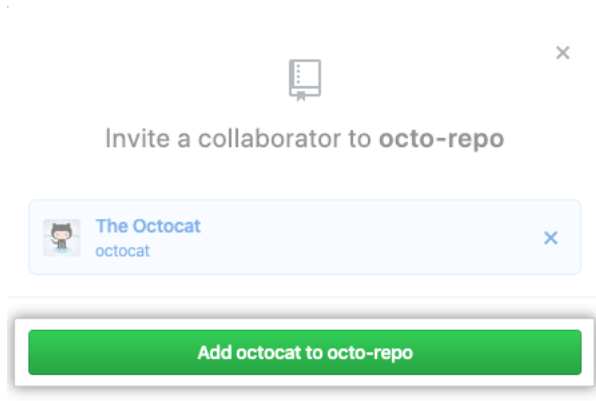 Invite a collaborator to octo-repo
The Octocat
octocat
Add octocat to octo-repo